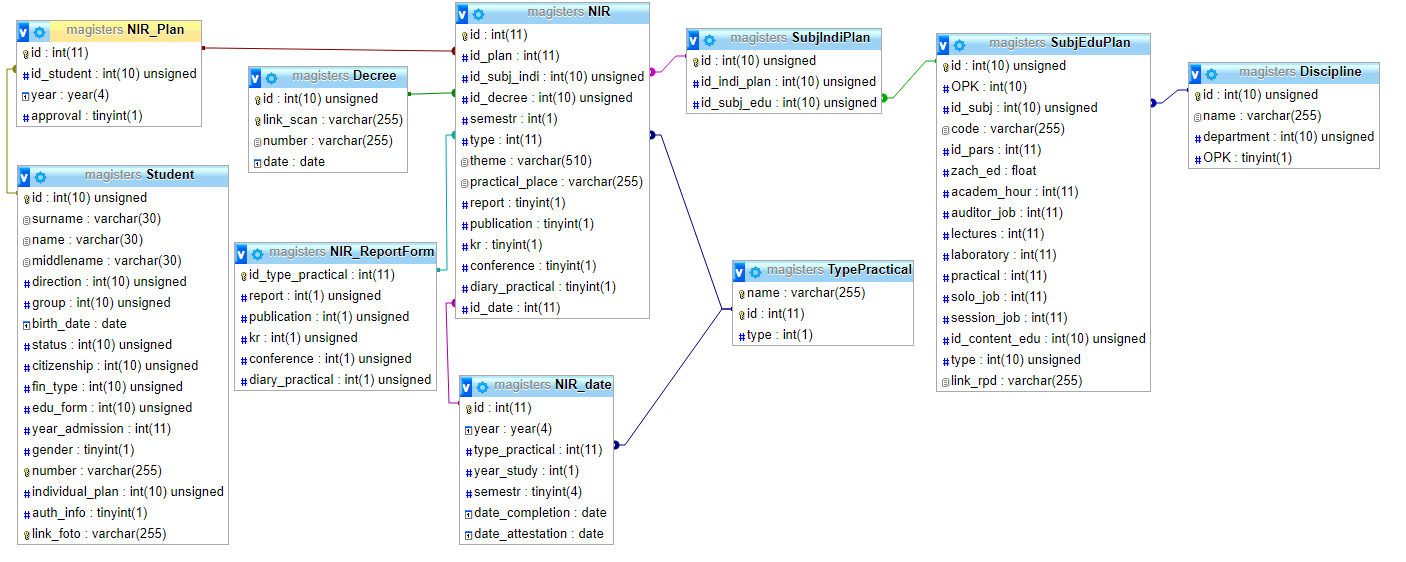 v magisters NIR_Plan
id : int(11)
id_student : int(10) unsigned
year : year(4)
approval : tinyint(1)
v magisters Student
id : int(10) unsigned
surname : varchar(30)
name : varchar(30)
middlename : varchar(30)
direction : int(10) unsigned
group : int(10) unsigned
birth_date : date
status : int(10) unsigned
citizenship : int(10) unsigned
fin_type : int(10) unsigned
edu_form : int(10) unsigned
year_admission : int(11)
gender : tinyint(1)
number : varchar(255)
individual_plan : int(10) unsigned
auth_info : tinyint(1)
link_foto : varchar(255)
v magisters Decree
id : int(10) unsigned
link_scan : varchar(255)
number : varchar(255)
date : date
v magisters NIR_ReportForm
id_type_practical : int(11)
report : int(1) unsigned
publication : int(1) unsigned
kr : int(1) unsigned
conference : int(1) unsigned
diary_practical : int(1) unsigned
v magisters NIR
id : int(11)
id_plan : int(11)
id_subj_indi : int(10) unsigned
id_decree : int(10) unsigned
semestr : int(1)
type : int(11)
theme : varchar(510)
practical_place : varchar(255)
report : tinyint(1)
publication : tinyint(1)
kr : tinyint(1)
conference : tinyint(1)
diary_practical : tinyint(1)
id_date : int(11)
v magisters NIR_date
id : int(11)
year : year(4)
type_practical : int(11)
year_study : int(1)
semestr : tinyint(4)
date_completion : date
date_attestation : date
v magisters SubjIndiPlan
id : int(10) unsigned
id_indi_plan : int(10) unsigned
id_subj_edu : int(10) unsigned
v magisters TypePractical
name : varchar(255)
id : int(11)
type : int(1)
v magisters SubjEduPlan
id : int(10) unsigned
OPK : int(10)
id_subj : int(10) unsigned
code : varchar(255)
id_pars : int(11)
zach_ed : float
academ_hour : int(11)
auditor_job : int(11)
lectures : int(11)
laboratory : int(11)
practical : int(11)
solo_job : int(11)
session_job : int(11)
id_content_edu : int(10) unsigned
type : int(10) unsigned
link_rpd : varchar(255)
v magisters Discipline
id : int(10) unsigned
name : varchar(255)
department : int(10) unsigned
OPK : tinyint(1)